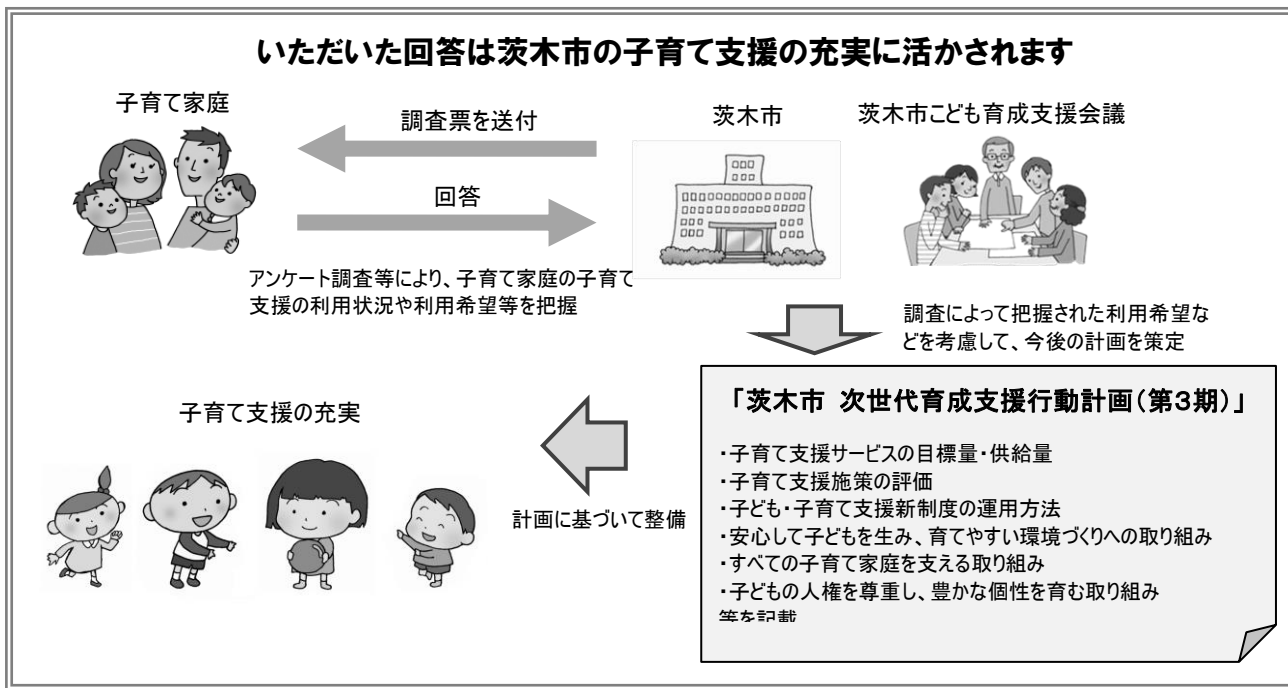 いただいた回答は茨木市の子育て支援の充実に活かされます
子育て家庭
調査票を送付
茨木市
茨木市こども育成支援会議
回答
アンケート調査等により、子育て家庭の子育て
支援の利用状況や利用希望等を把握
調査によって把握された利用希望な
どを考慮して、今後の計画を策定
「茨木市 次世代育成支援行動計画(第3期)」
・子育て支援サービスの目標量・供給量
・子育て支援施策の評価
・子ども・子育て支援新制度の運用方法
・安心して子どもを生み、育てやすい環境づくりへの取り組み
・すべての子育て家庭を支える取り組み
・子どもの人権を尊重し、豊かな個性を育む取り組み
等を記載
計画に基づいて整備
子育て支援の充実